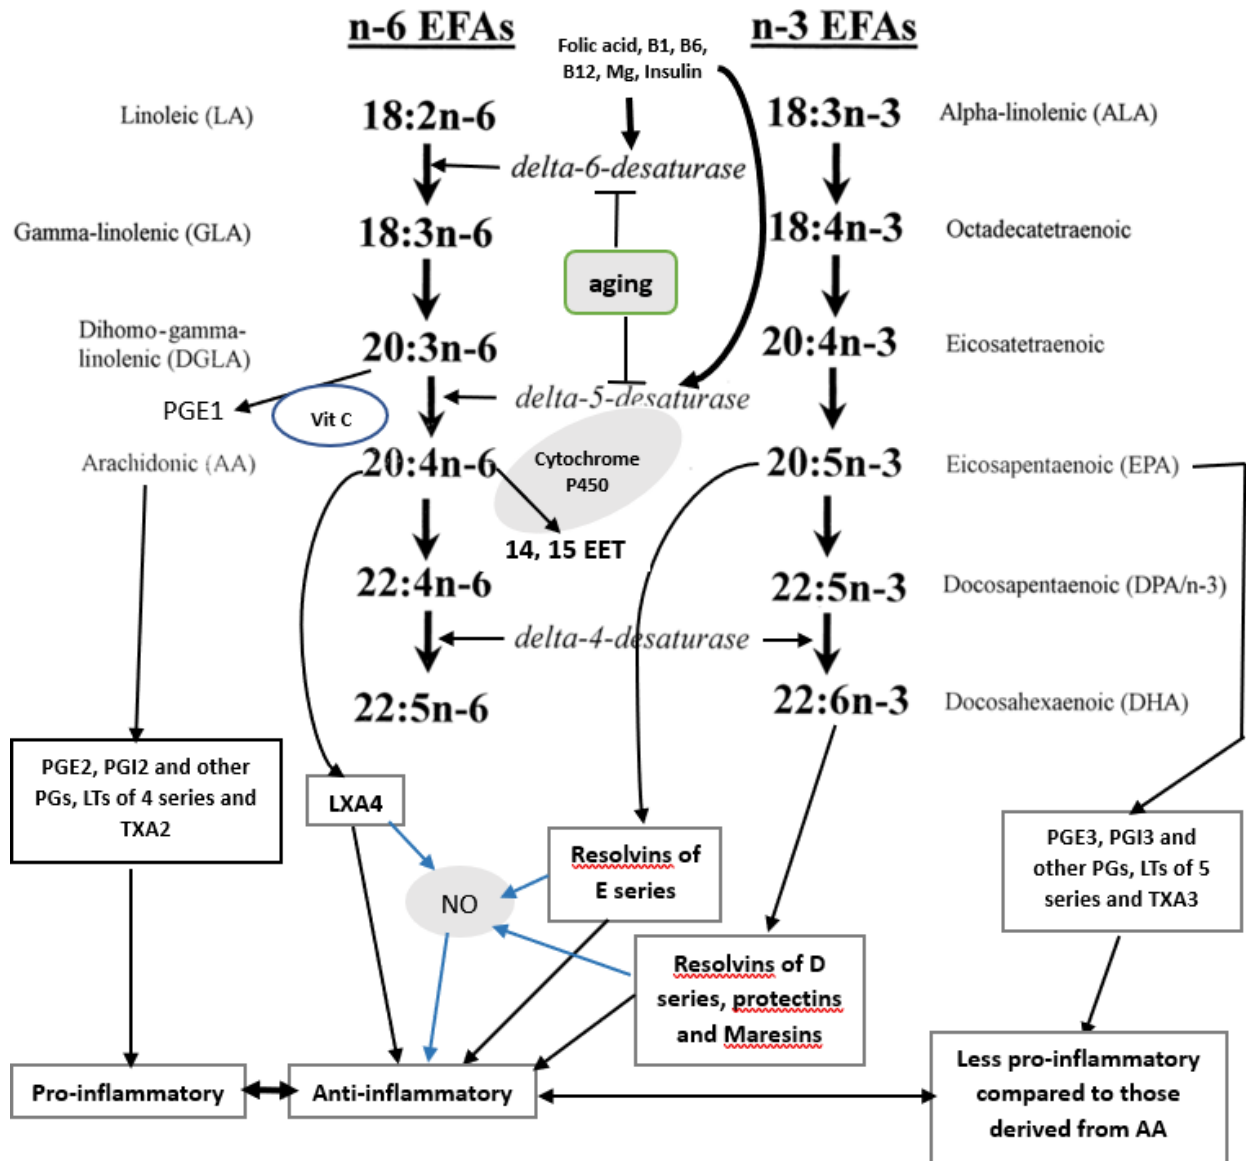 n-6 EFAs
n-3 EFAs
Folic acid, B1, B6,
B12, Mg, Insulin
Linoleic (LA)
18:2n-6
18:3n-3
Alpha-linolenic (ALA)
delta-6-desaturase
Gamma-linolenic (GLA)
18:3n-6
18:4n-3
Octadecatetraenoic
aging
Dihomo-gamma-
linolenic (DGLA)
20:3n-6
20:4n-3
Eicosatetraenoic
PGE1
Vit C
delta-5-desaturase
Arachidonic (AA)
20:4n-6
Cytochrome
P450
20:5n-3
Eicosapentaenoic (EPA)
14, 15 EET
22:4n-6
22:5n-3
Docosapentaenoic (DPA/n-3)
delta-4-desaturase
22:5n-6
22:6n-3
Docosahexaenoic (DHA)
PGE2, PGI2 and other
PGs, LTs of 4 series and
TXA2
LXA4
Resolvins of
E series
PGE3, PGI3 and
other PGs, LTs of 5
series and TXA3
NO
Resolvins of D
series, protectins
and Maresins
Pro-inflammatory
Anti-inflammatory
Less pro-inflammatory
compared to those
derived from AA